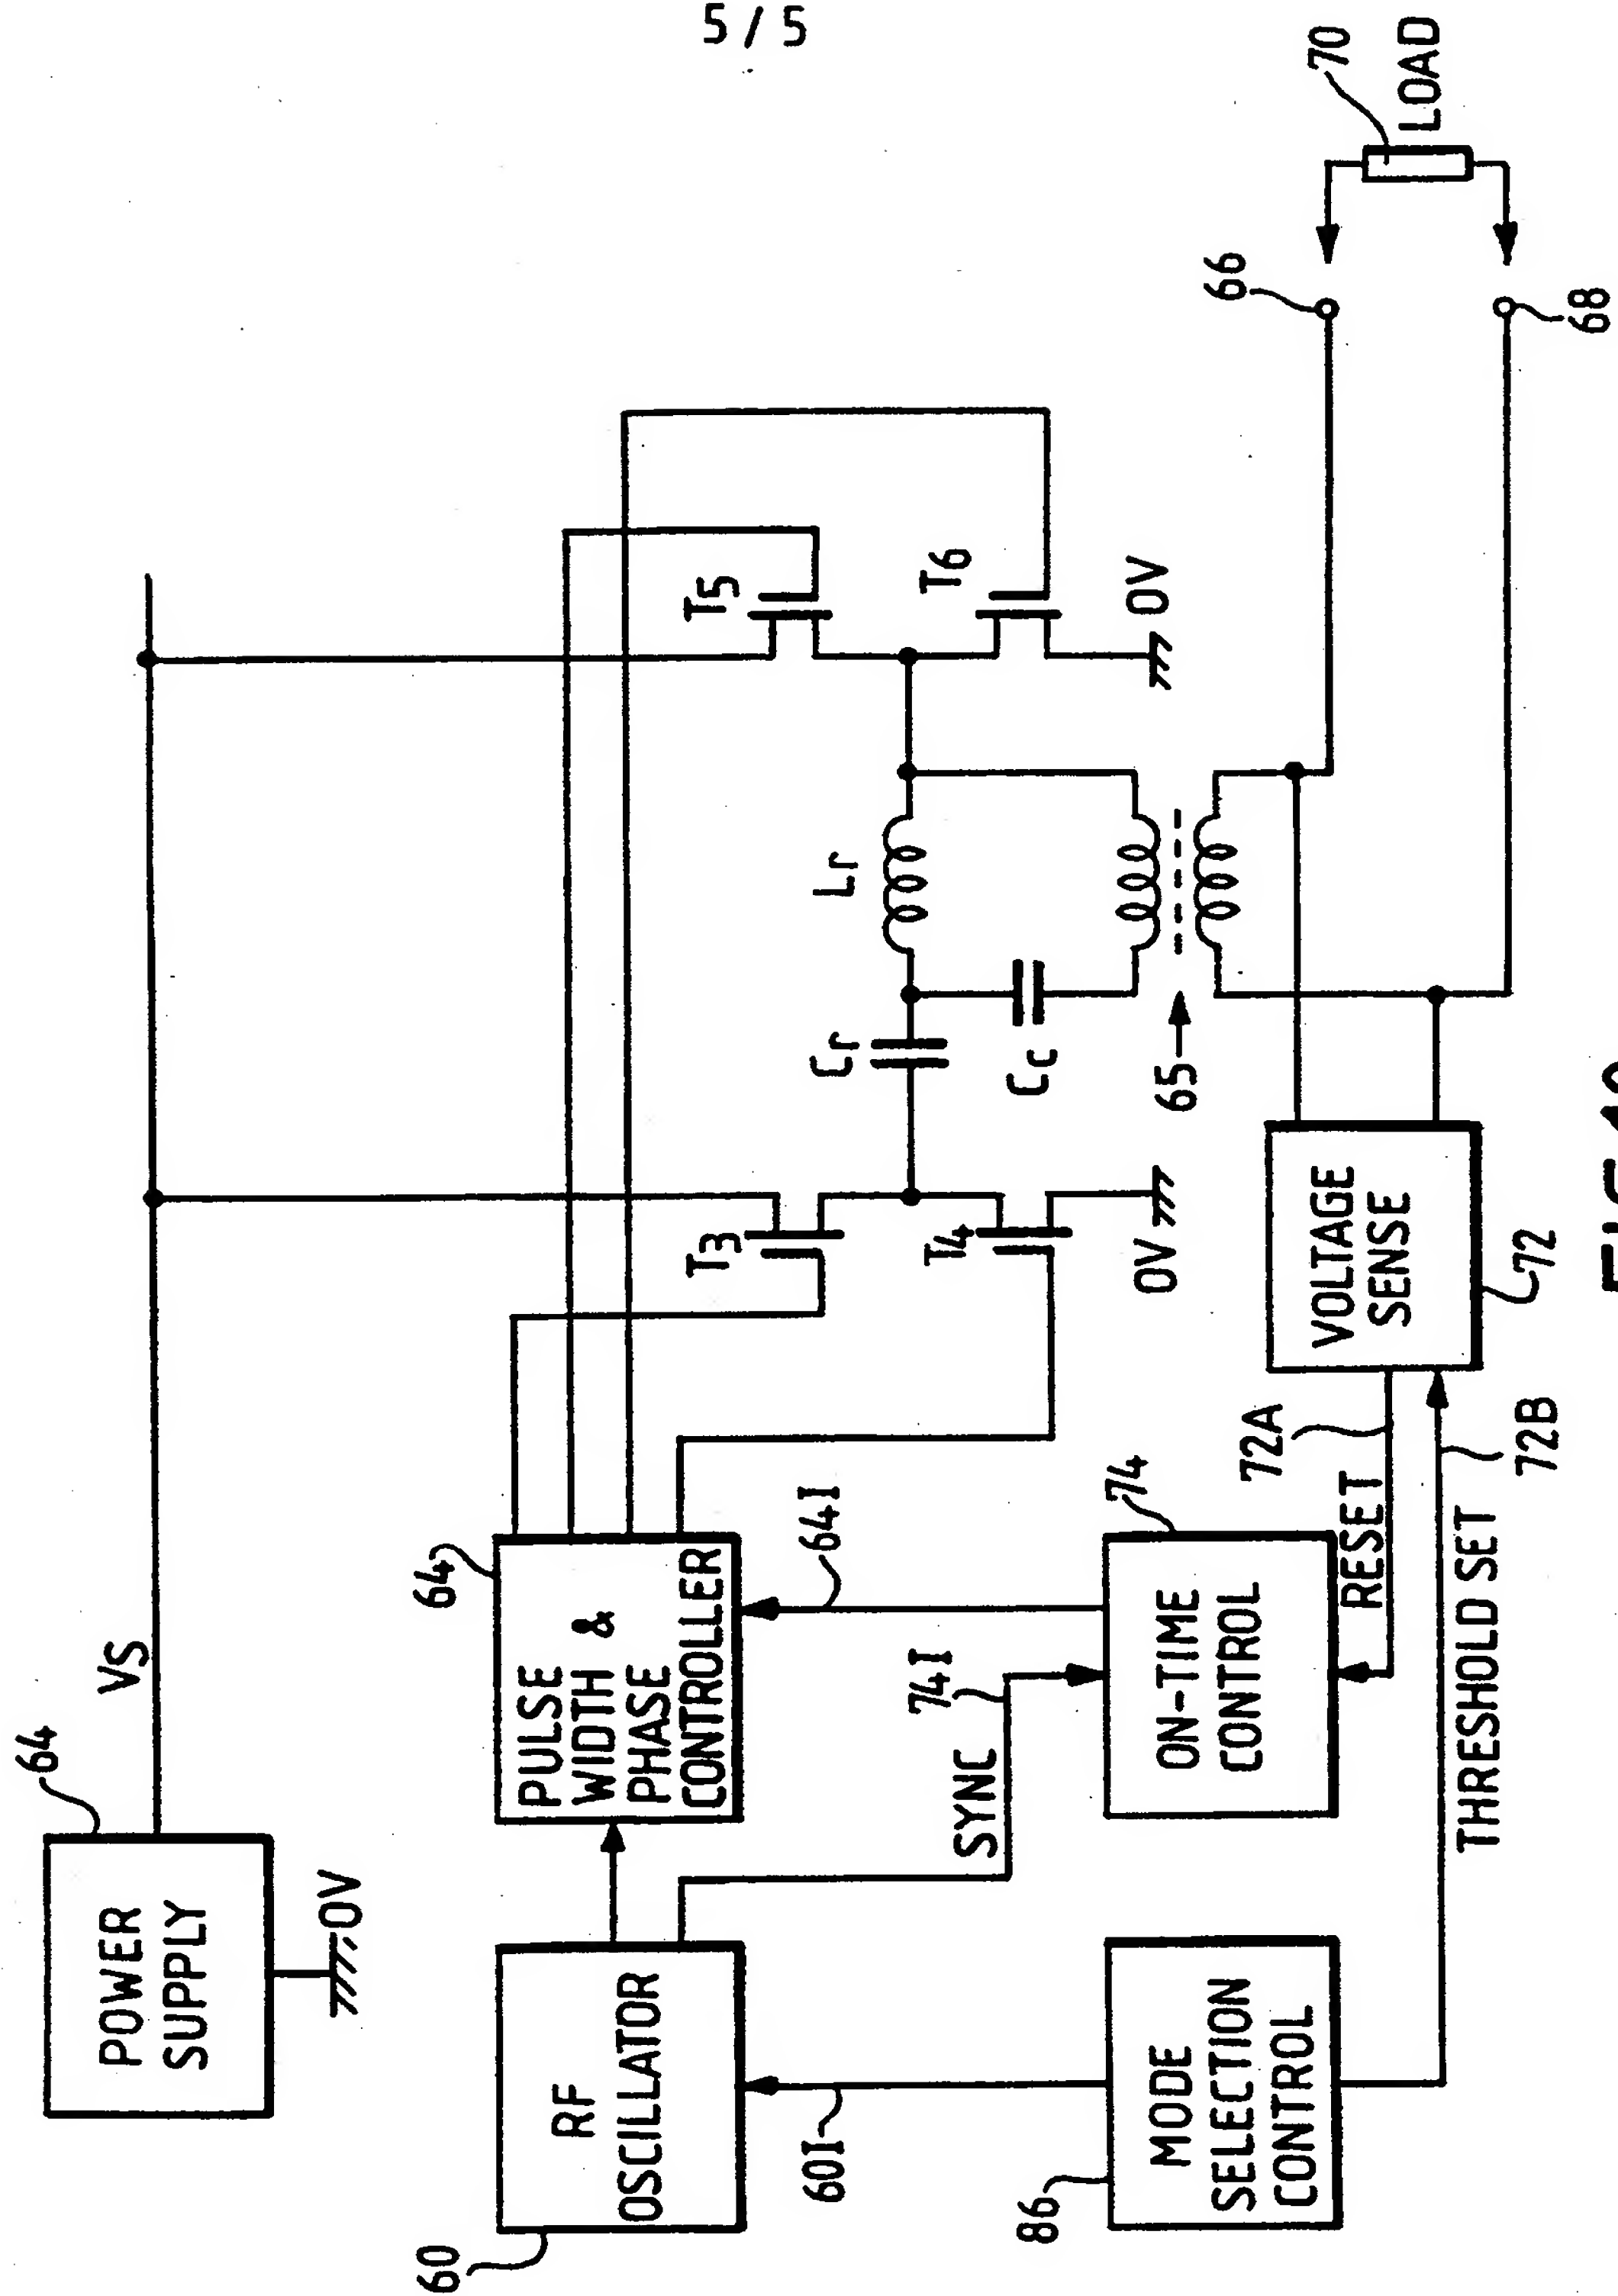 5 / 5
64
POWER
SUPPLY
0V
VS
60
RF
OSCILLATOR
60I
64
PULSE
WIDTH &
PHASE
CONTROLLER
64I
SYNC
74I
86
MODE
SELECTION
CONTROL
74
ON-TIME
CONTROL
RESET
72A
THRESHOLD SET
72B
VOLTAGE
SENSE
72
T3
T4
0V
Cr
Lr
Cc
65
T5
T6
0V
66
68
70
LOAD